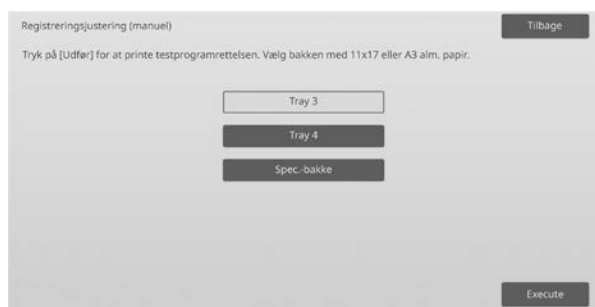 Registreringsjustering (manuel)
Tilbage
Tryk på [Udfør] for at printe testprogramrettelsen. Vælg bakken med 11x17 eller A3 alm. papir.
Tray 3
Tray 4
Spec.-bakke
Execute